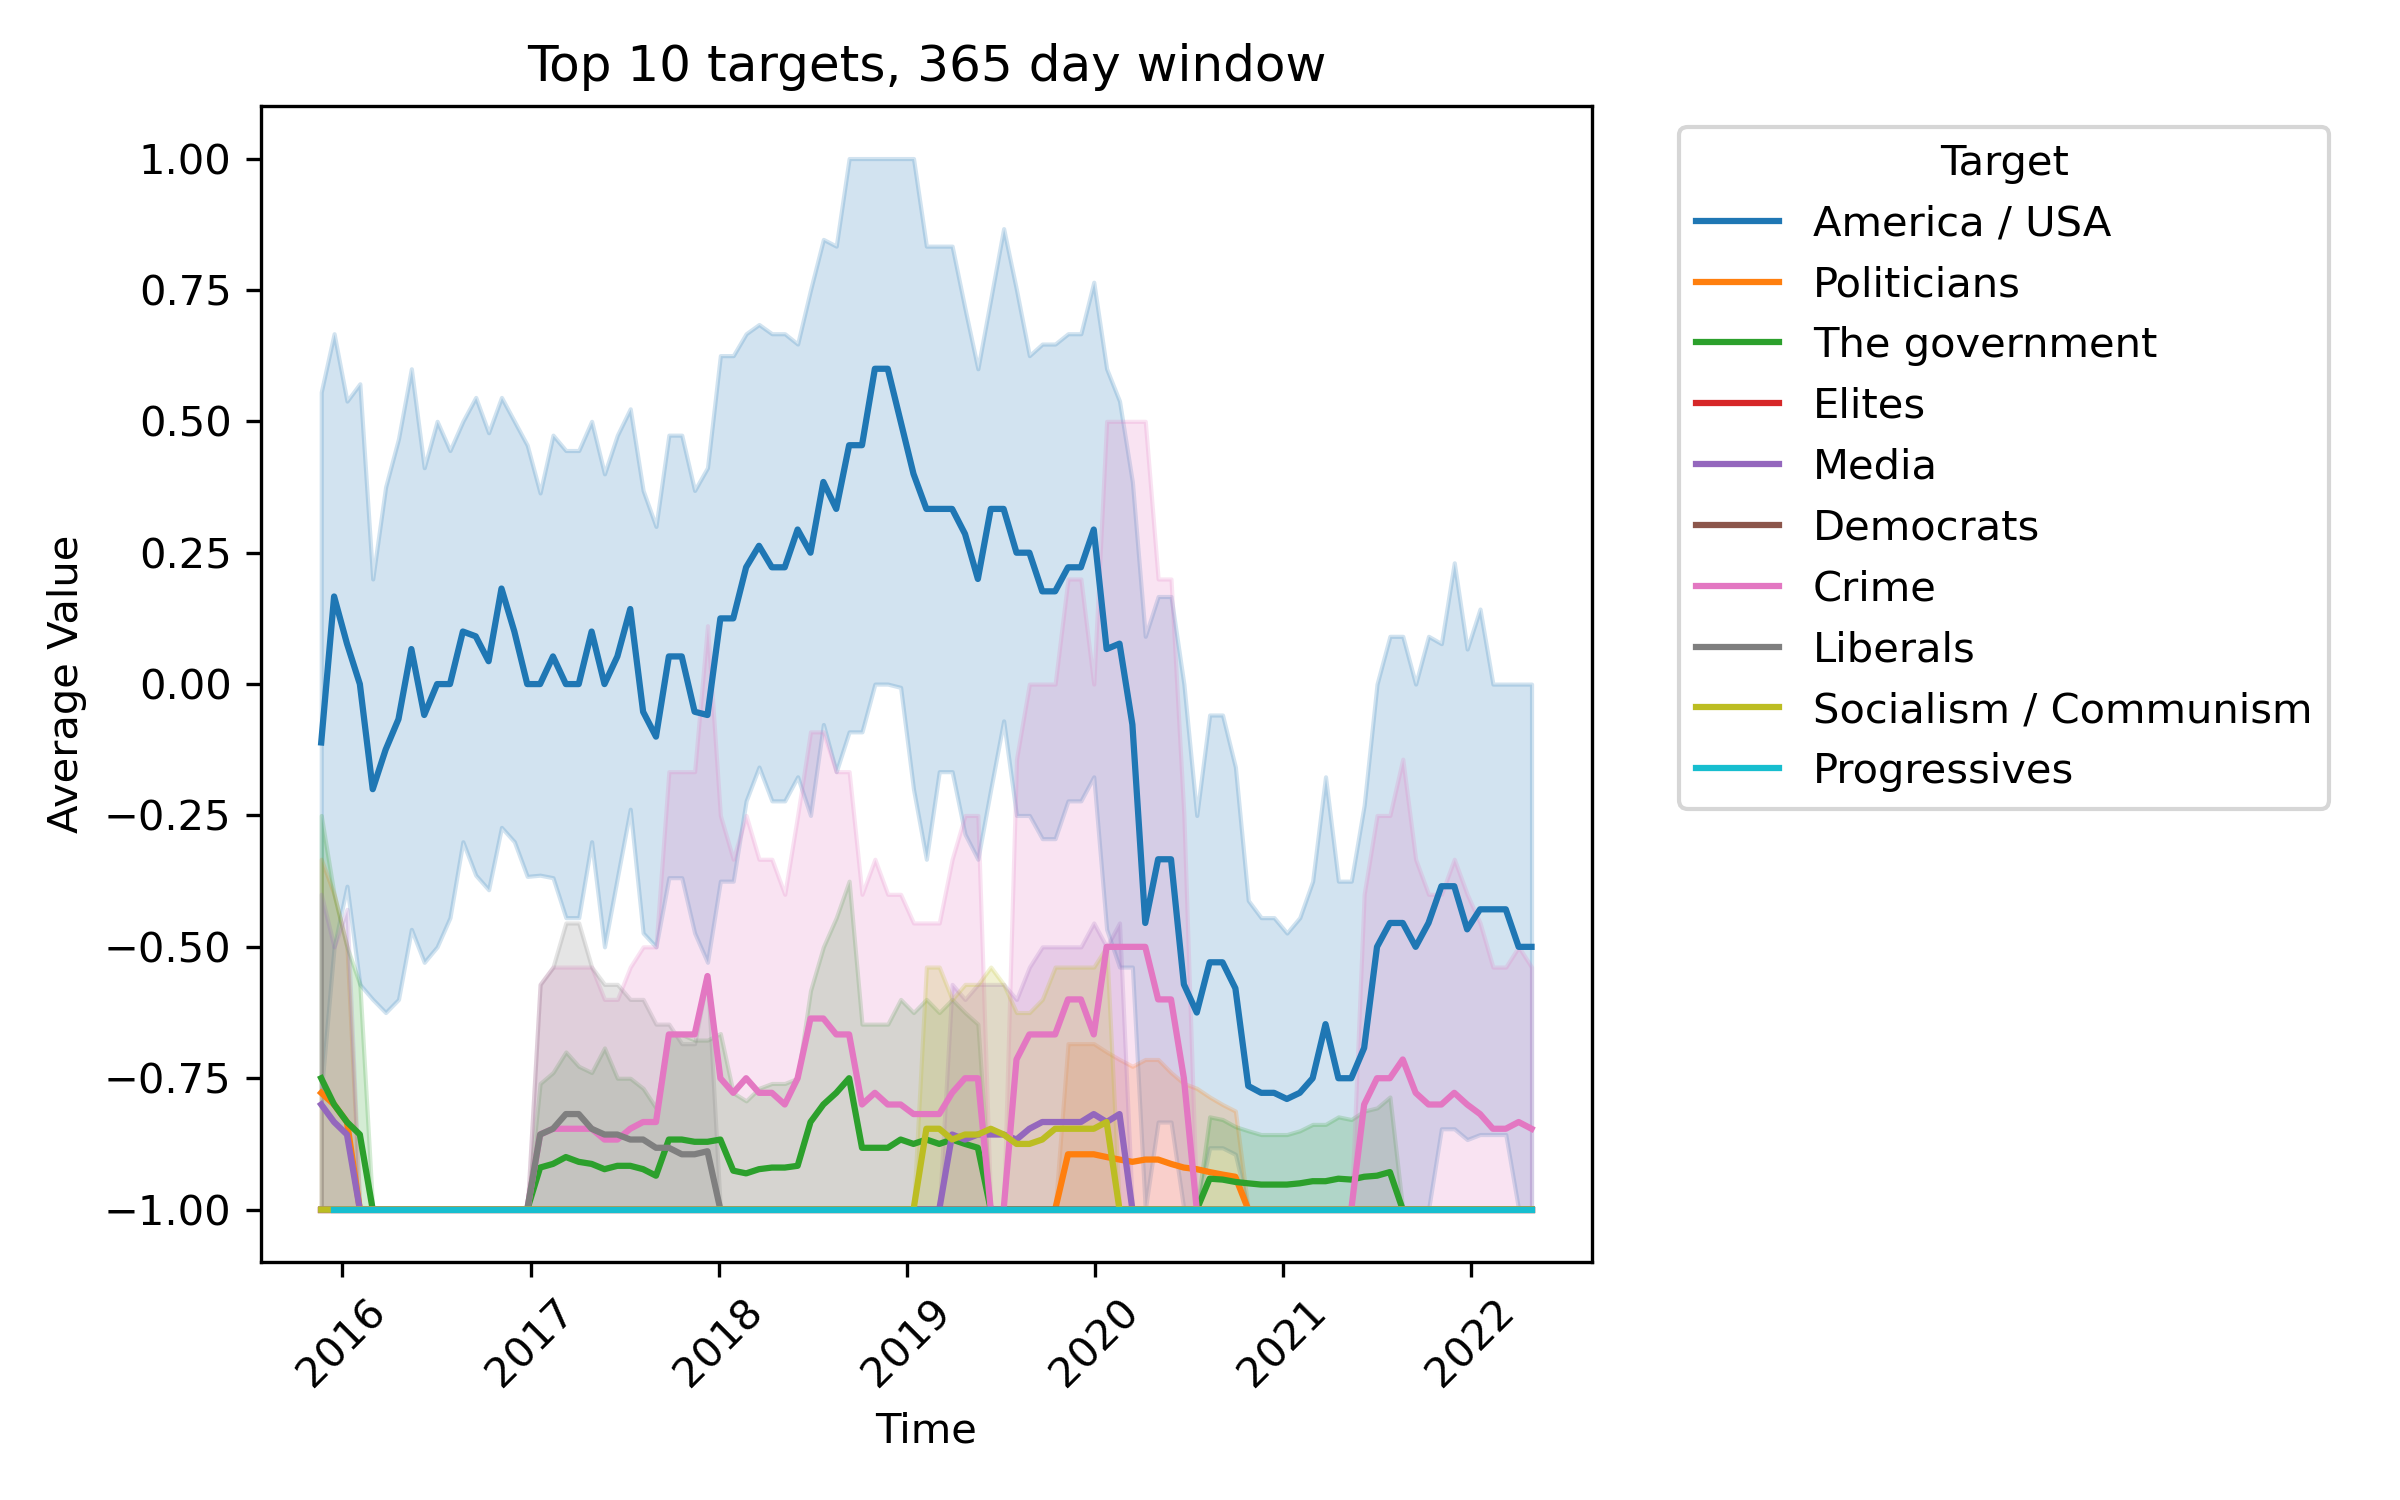 Top 10 targets, 365 day window
Average Value
1.00
0.75
0.50
0.25
0.00
−0.25
−0.50
−0.75
−1.00
2016
2017
2018
2019
2020
2021
2022
Time
Target
America / USA
Politicians
The government
Elites
Media
Democrats
Crime
Liberals
Socialism / Communism
Progressives